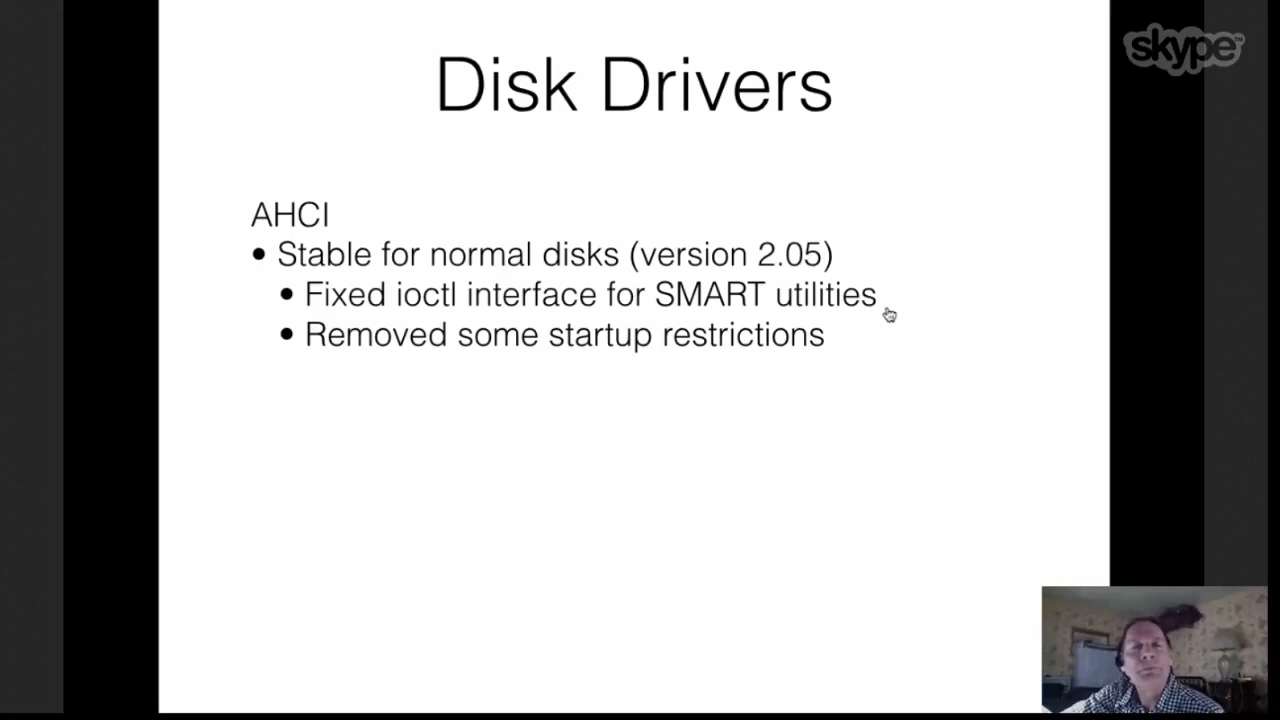 Disk Drivers
skype™
AHCI
• Stable for normal disks (version 2.05)
• Fixed ioctl interface for SMART utilities
• Removed some startup restrictions